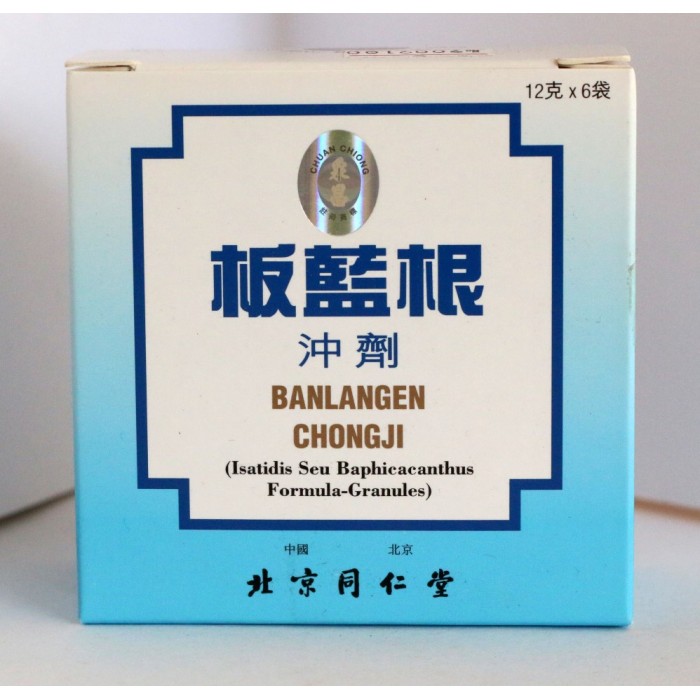 12克 x 6袋
CHUAN CHIONG
板藍根
沖劑
BANLANGEN
CHONGJI
(Isatidis Seu Baphicacanthus
Formula-Granules)
中國 北京
北京同仁堂